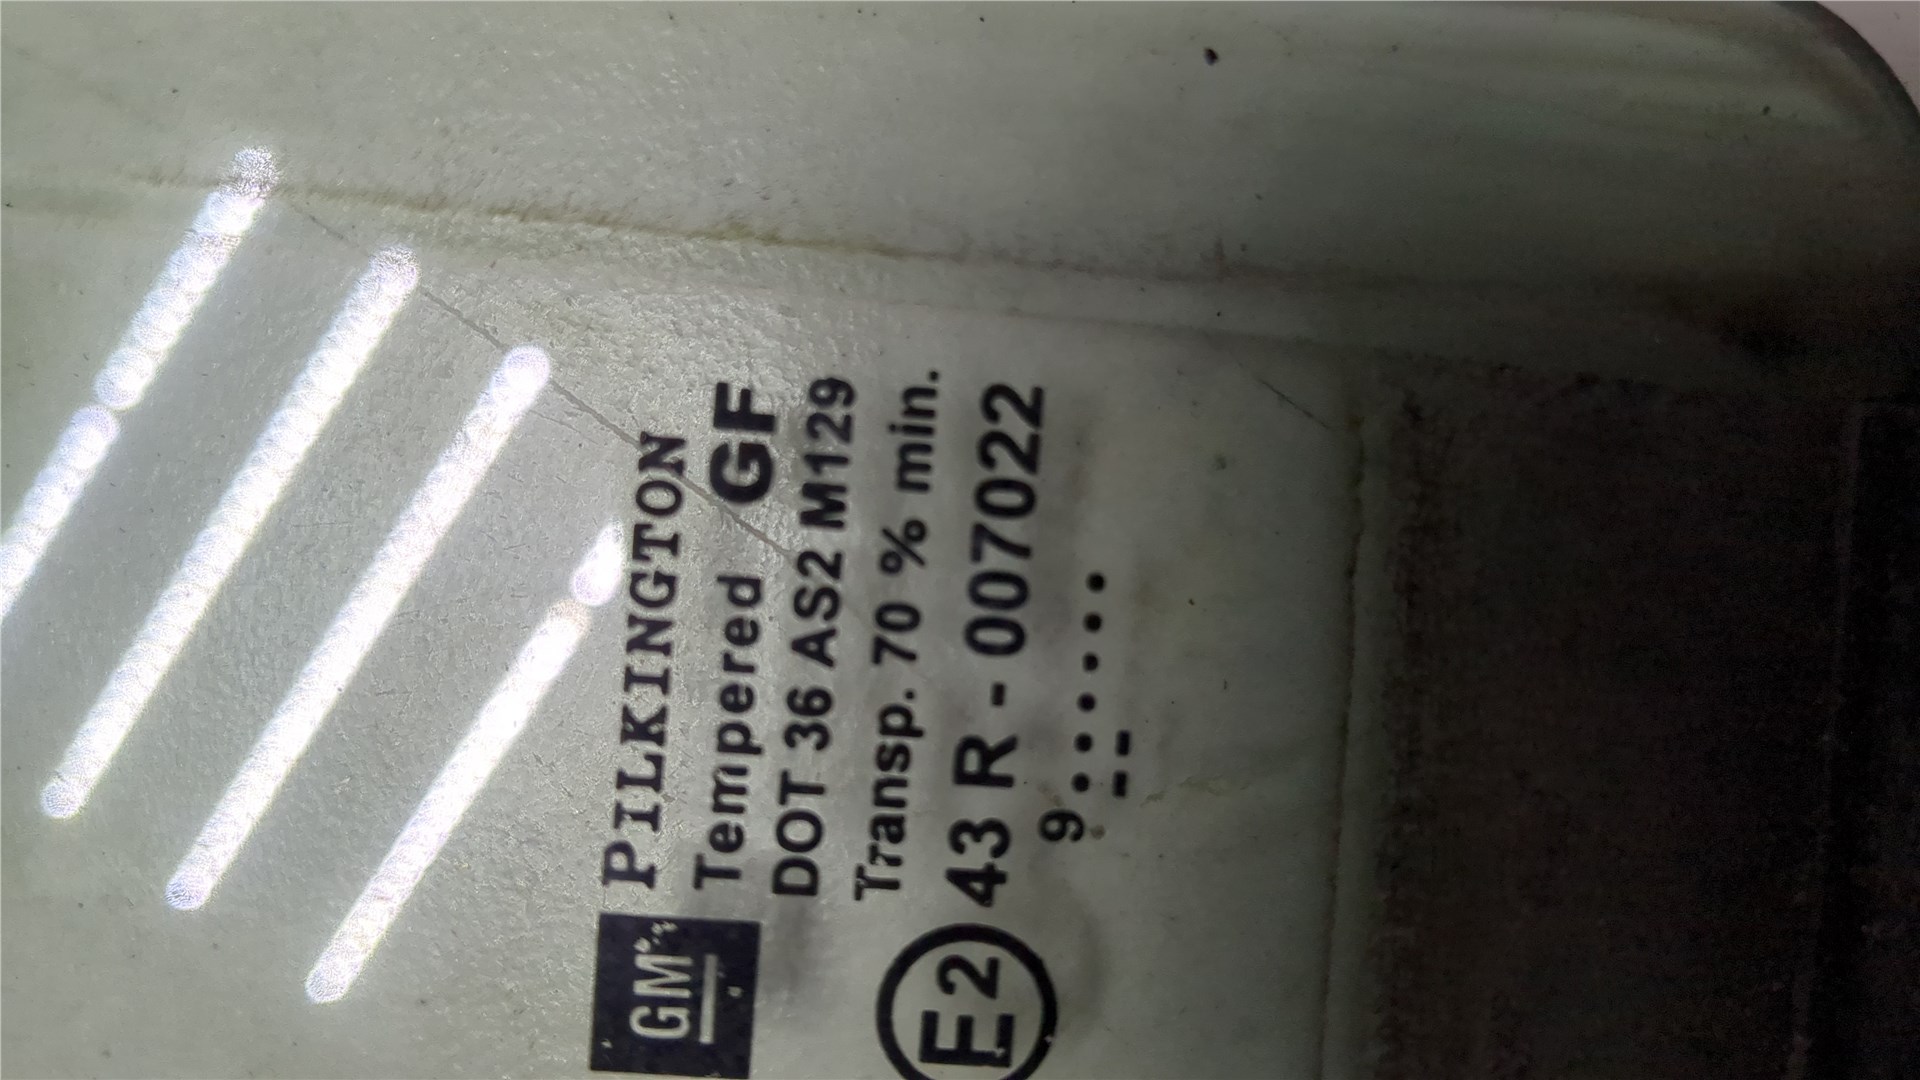 GM
PILKINGTON
Tempered GF
DOT 36 AS2 M129
Transp. 70 % min.
E2 43 R - 007022
9 . . . . . .
--